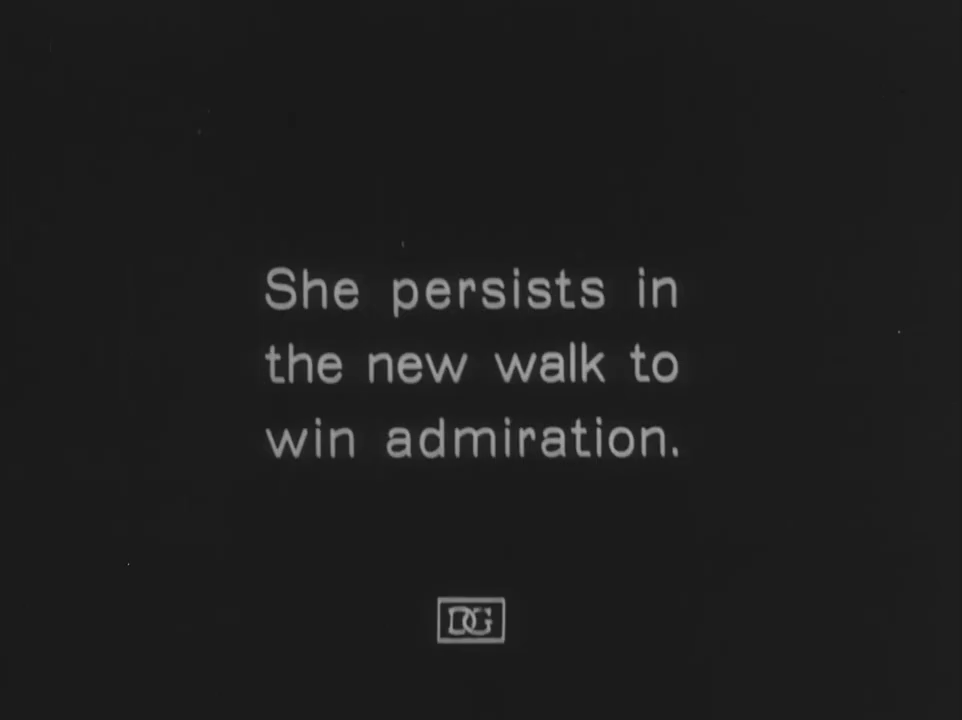 She persists in
the new walk to
win admiration.
DG